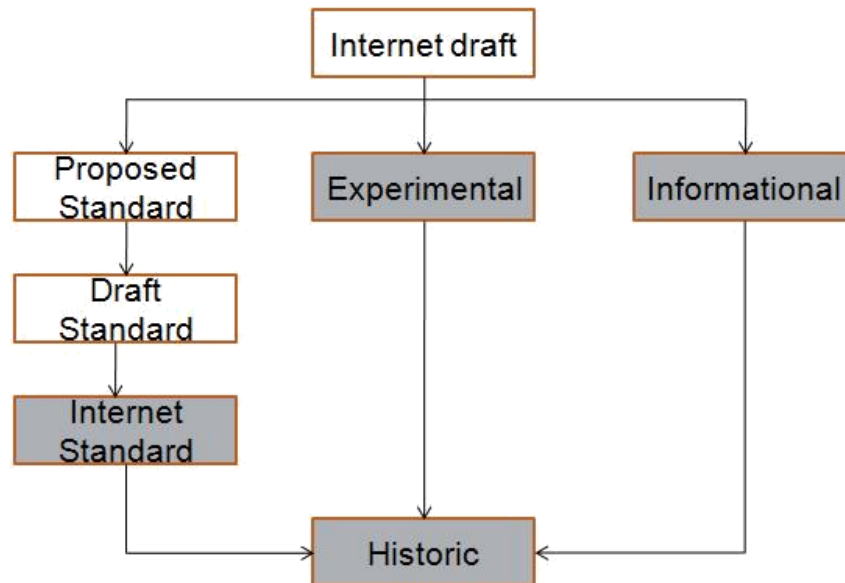 Internet draft
Proposed
Standard
Experimental
Informational
Draft
Standard
Internet
Standard
Historic